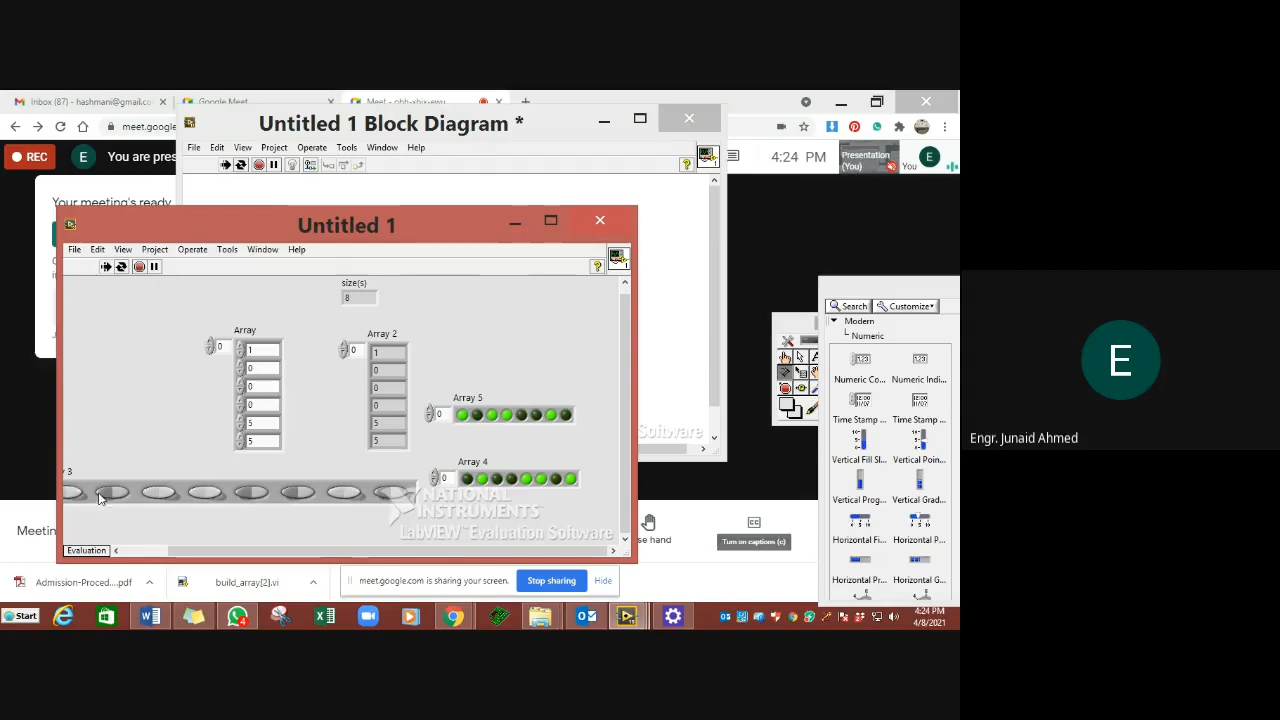 Inbox (87) - hashmani@gmail.co
Google Meet
Meet - ohh-xhix-ewu
meet.google
REC
E
You are pres
4:24 PM
Presentation
(You)
You
E
Your meeting's ready
Untitled 1 Block Diagram *
File Edit View Project Operate Tools Window Help
Untitled 1
File Edit View Project Operate Tools Window Help
size(s)
8
Array
0
1
0
0
0
5
5
Array 2
0
1
0
0
0
5
5
Array 5
0
Array 4
0
y 3
NATIONAL
INSTRUMENTS
LabVIEW Evaluation Software
Software
Evaluation
Search
Customize
Modern
Numeric
Numeric Co...
Numeric Indi...
Time Stamp ...
Time Stamp ...
Vertical Fill Sl...
Vertical Poin...
Vertical Prog...
Vertical Grad...
Horizontal Fi...
Horizontal P...
Horizontal Pr...
Horizontal G...
Meetin
se hand
Turn on captions (c)
Admission-Proced....pdf
build_array[2].vi
meet.google.com is sharing your screen.
Stop sharing
Hide
Start
4
4:24 PM
4/8/2021
E
Engr. Junaid Ahmed